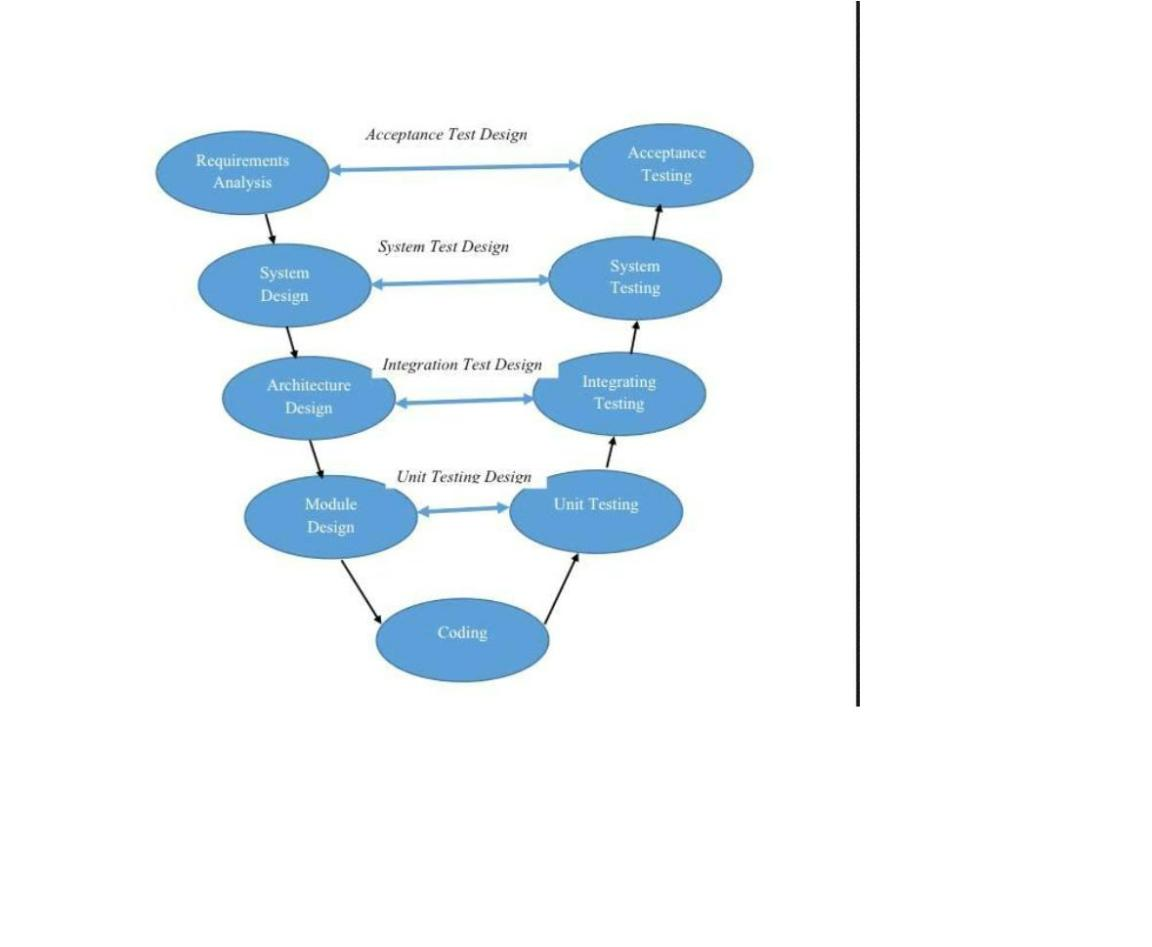 Acceptance Test Design
Requirements
Analysis
Acceptance
Testing
System Test Design
System
Design
System
Testing
Integration Test Design
Architecture
Design
Integrating
Testing
Unit Testing Design
Module
Design
Unit Testing
Coding